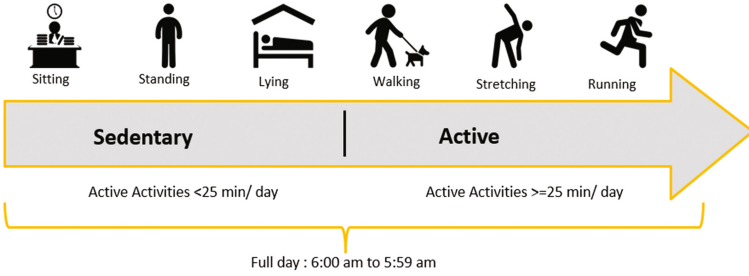 Sitting Standing Lying Walking Stretching Running
Sedentary Active
Active Activities <25 min/ day Active Activities >=25 min/ day
Full day : 6:00 am to 5:59 am